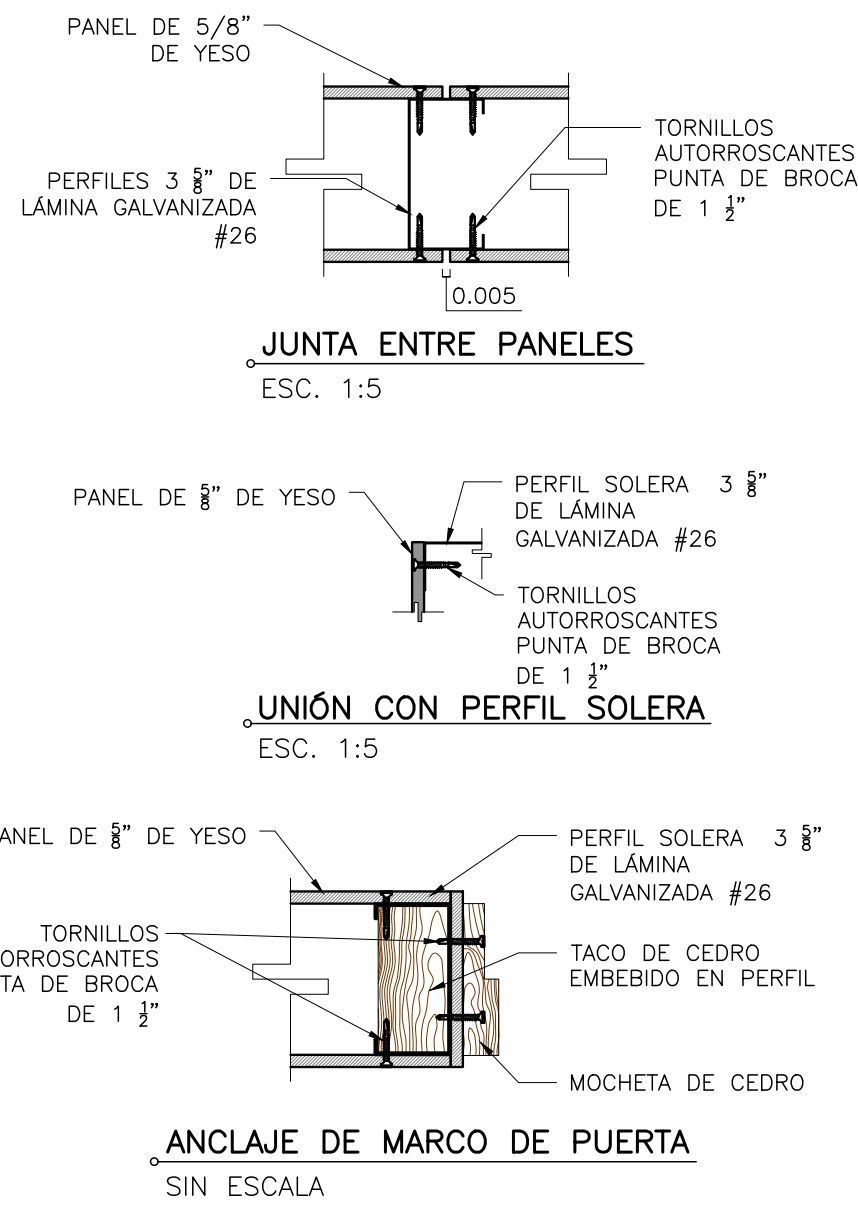 PANEL DE 5/8"
DE YESO
TORNILLOS
AUTORROSCANTES
PUNTA DE BROCA
DE 1 1/2"
PERFILES 3 5/8" DE
LÁMINA GALVANIZADA
#26
0.005
JUNTA ENTRE PANELES
ESC. 1:5
PANEL DE 5/8" DE YESO
PERFIL SOLERA 3 5/8"
DE LÁMINA
GALVANIZADA #26
TORNILLOS
AUTORROSCANTES
PUNTA DE BROCA
DE 1 1/2"
UNIÓN CON PERFIL SOLERA
ESC. 1:5
ANEL DE 5/8" DE YESO
PERFIL SOLERA 3 5/8"
DE LÁMINA
GALVANIZADA #26
TORNILLOS
ORROSCANTES
TA DE BROCA
DE 1 1/2"
TACO DE CEDRO
EMBEBIDO EN PERFIL
MOCHETA DE CEDRO
ANCLAJE DE MARCO DE PUERTA
SIN ESCALA